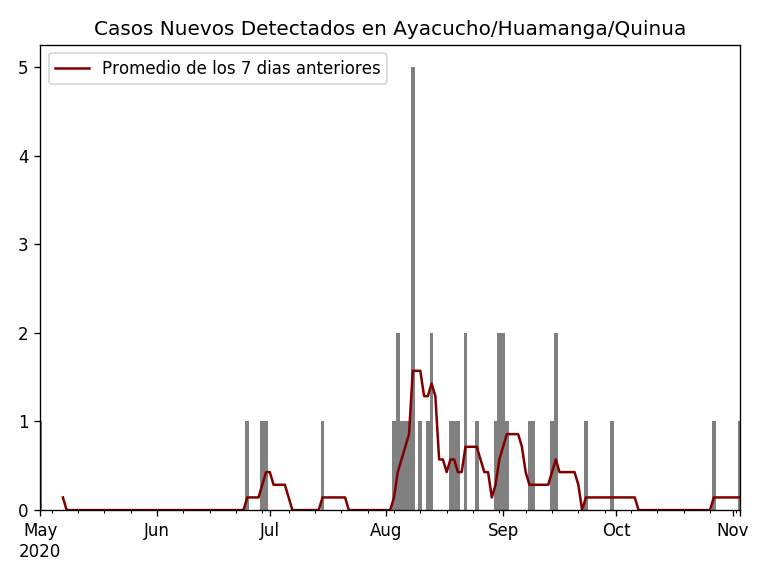 Casos Nuevos Detectados en Ayacucho/Huamanga/Quinua
Promedio de los 7 dias anteriores
5
4
3
2
1
0
May Jun Jul Aug Sep Oct Nov
2020